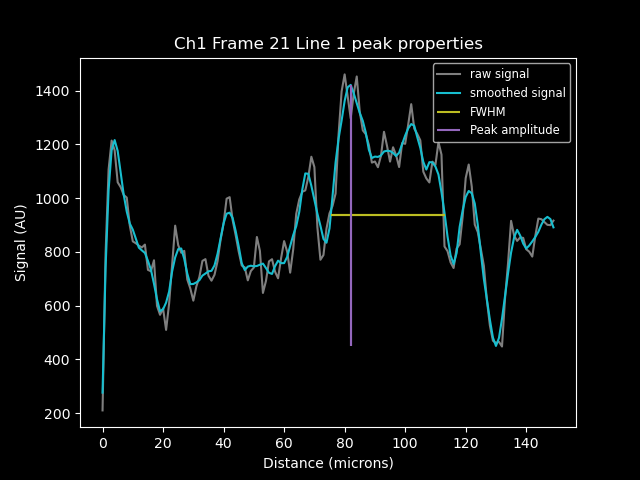 Ch1 Frame 21 Line 1 peak properties
raw signal
smoothed signal
FWHM
Peak amplitude
1400
1200
1000
800
600
400
200
Signal (AU)
0 20 40 60 80 100 120 140
Distance (microns)